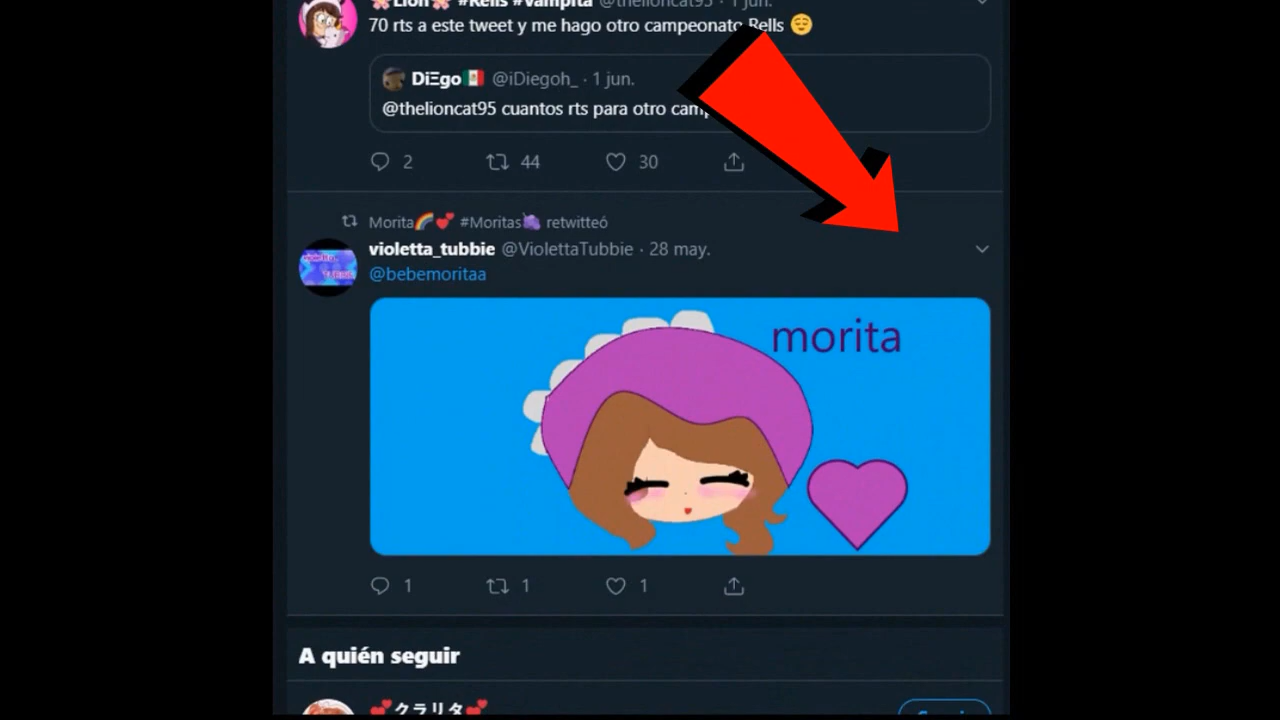 Lion #Rells #Vampita @thelioncat95 · 1 jun.
70 rts a este tweet y me hago otro campeonato Rells
DiΞgo @iDiegoh_ · 1 jun.
@thelioncat95 cuantos rts para otro
2 44 30
Morita #Moritas retwitteó
violetta_tubbie @ViolettaTubbie · 28 may.
@bebemoritaa
morita
1 1 1
A quién seguir
クラリタ